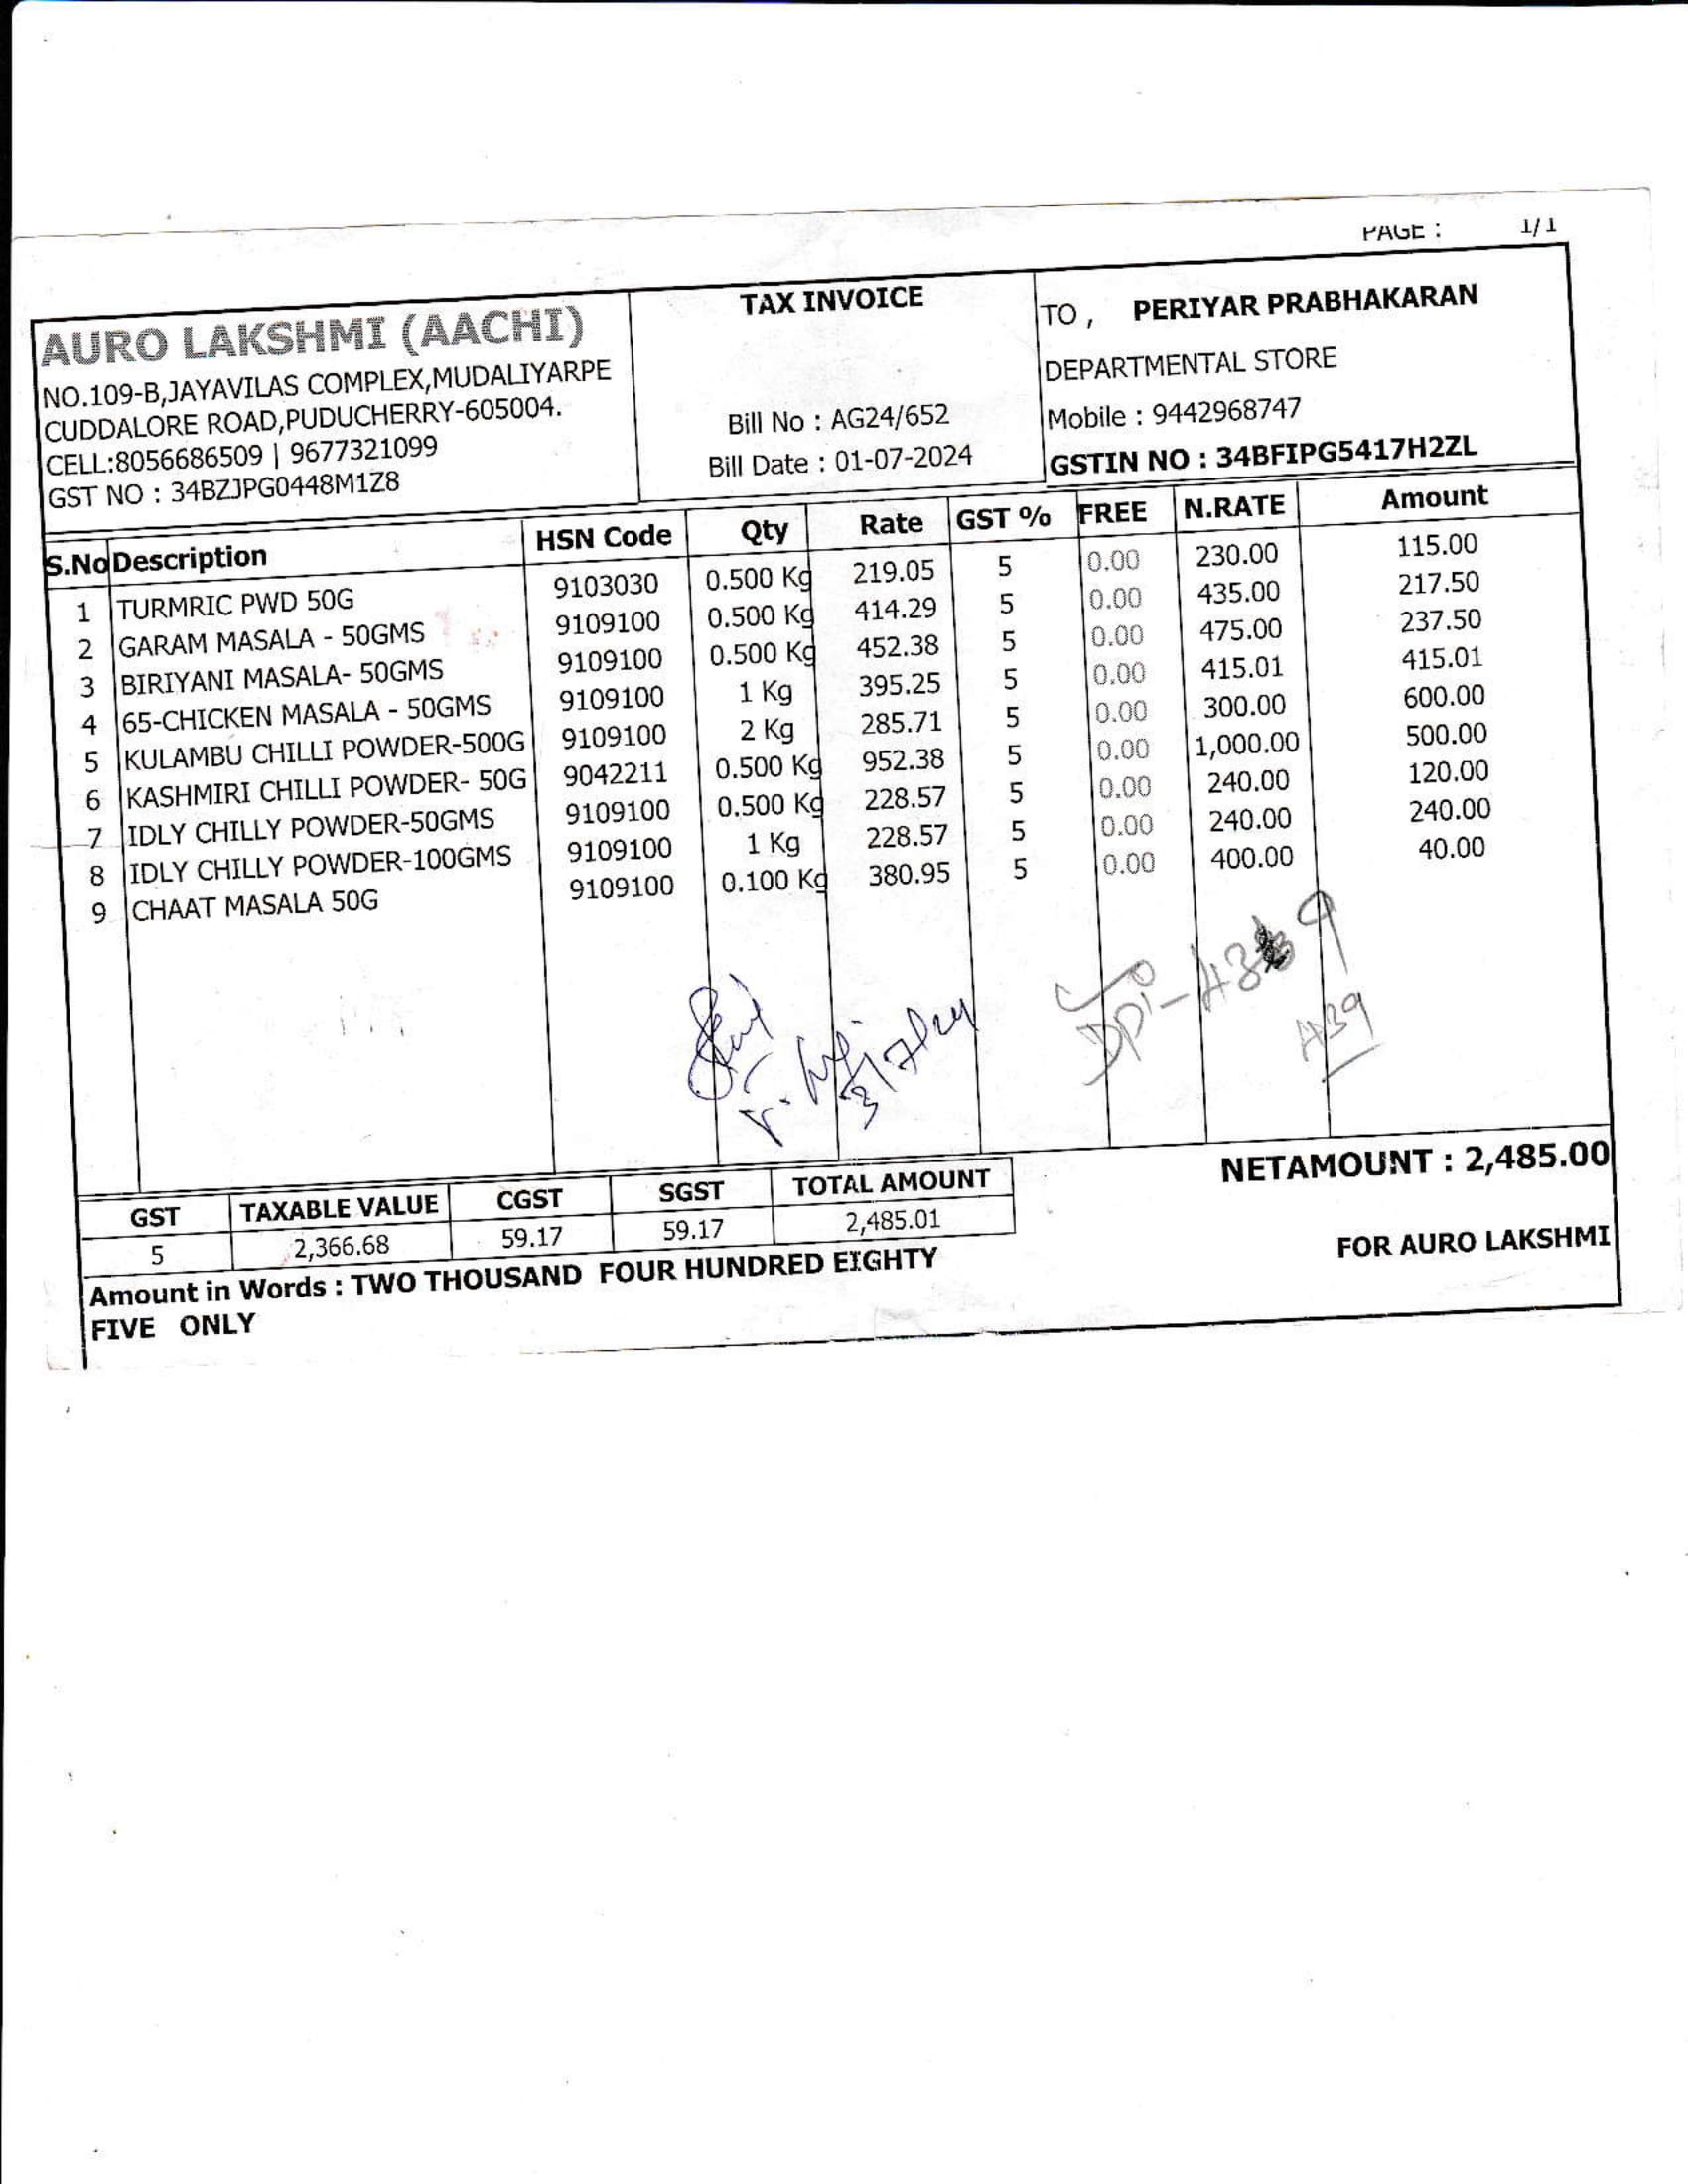 PAGE : 1/1
AURO LAKSHMI (AACHI)
NO.109-B,JAYAVILAS COMPLEX,MUDALIYARPE
CUDDALORE ROAD,PUDUCHERRY-605004.
CELL:8056686509 | 9677321099
GST NO : 34BZJPG0448M1Z8
TAX INVOICE
Bill No : AG24/652
Bill Date : 01-07-2024
TO , PERIYAR PRABHAKARAN
DEPARTMENTAL STORE
Mobile : 9442968747
GSTIN NO : 34BFIPG5417H2ZL
S.No Description HSN Code Qty Rate GST % FREE N.RATE Amount
1 TURMRIC PWD 50G 9103030 0.500 Kg 219.05 5 0.00 230.00 115.00
2 GARAM MASALA - 50GMS 9109100 0.500 Kg 414.29 5 0.00 435.00 217.50
3 BIRIYANI MASALA- 50GMS 9109100 0.500 Kg 452.38 5 0.00 475.00 237.50
4 65-CHICKEN MASALA - 50GMS 9109100 1 Kg 395.25 5 0.00 415.01 415.01
5 KULAMBU CHILLI POWDER-500G 9109100 2 Kg 285.71 5 0.00 300.00 600.00
6 KASHMIRI CHILLI POWDER- 50G 9042211 0.500 Kg 952.38 5 0.00 1,000.00 500.00
7 IDLY CHILLY POWDER-50GMS 9109100 0.500 Kg 228.57 5 0.00 240.00 120.00
8 IDLY CHILLY POWDER-100GMS 9109100 1 Kg 228.57 5 0.00 240.00 240.00
9 CHAAT MASALA 50G 9109100 0.100 Kg 380.95 5 0.00 400.00 40.00
3/7/24
439
NETAMOUNT : 2,485.00
GST TAXABLE VALUE CGST SGST TOTAL AMOUNT
5 2,366.68 59.17 59.17 2,485.01
Amount in Words : TWO THOUSAND FOUR HUNDRED EIGHTY
FIVE ONLY
FOR AURO LAKSHMI